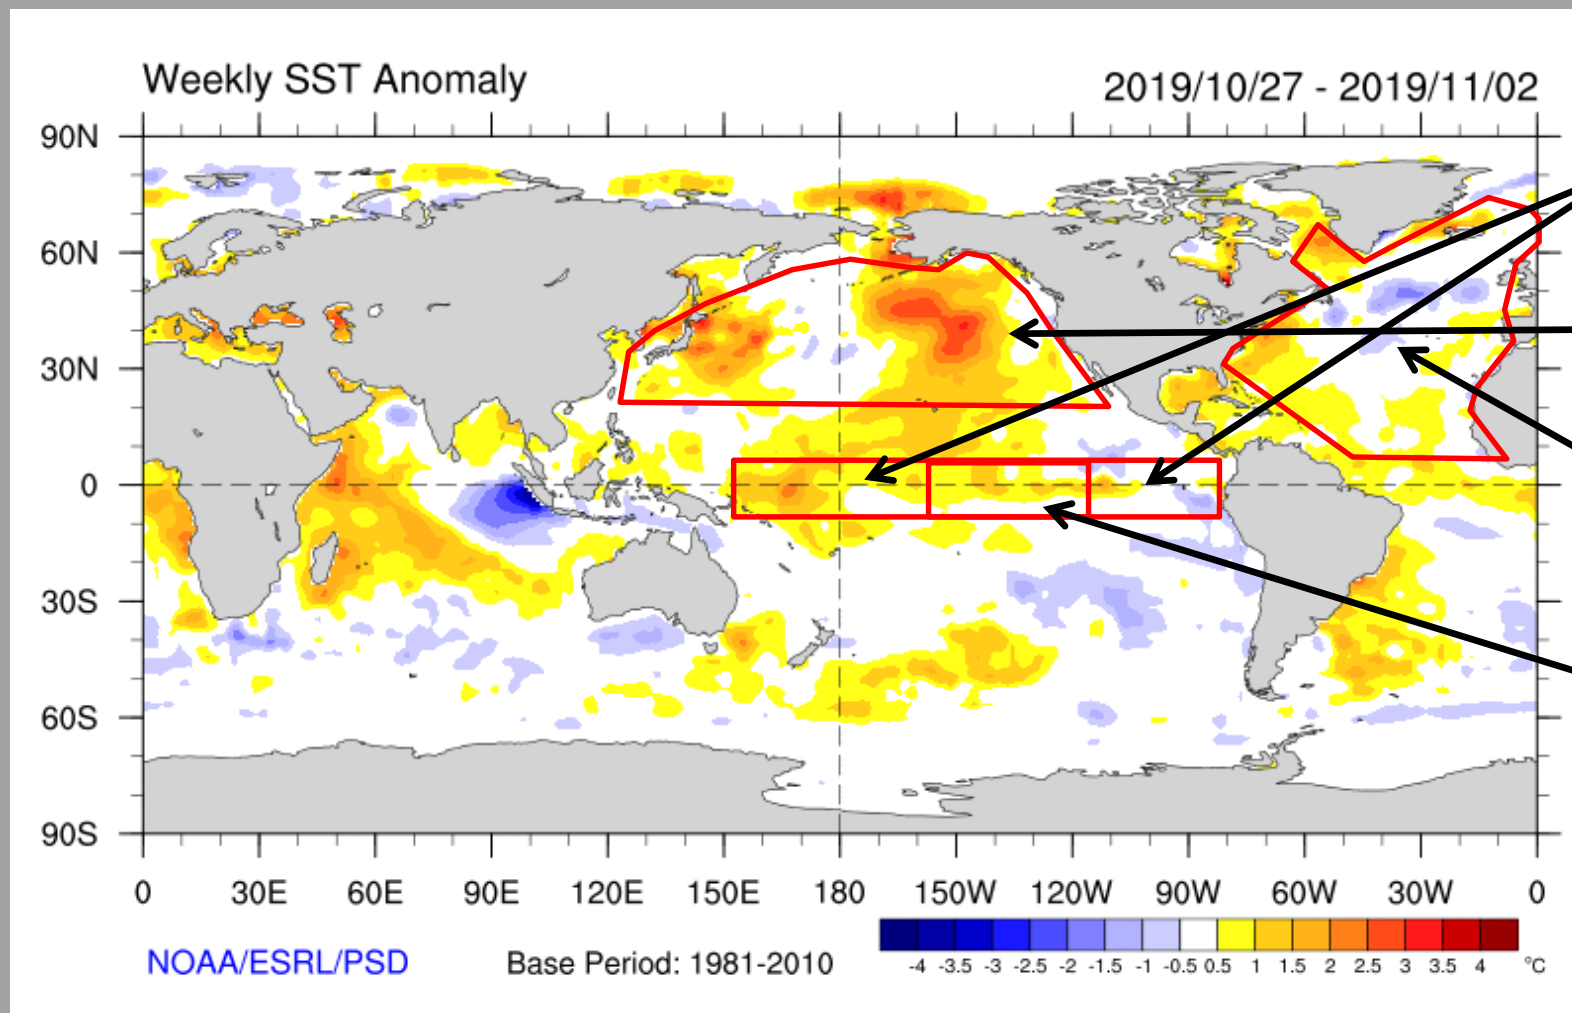 Weekly SST Anomaly
2019/10/27 - 2019/11/02
90N
60N
30N
0
30S
60S
90S
0 30E 60E 90E 120E 150E 180 150W 120W 90W 60W 30W 0
NOAA/ESRL/PSD
Base Period: 1981-2010
-4 -3.5 -3 -2.5 -2 -1.5 -1 -0.5 0.5 1 1.5 2 2.5 3 3.5 4 °C